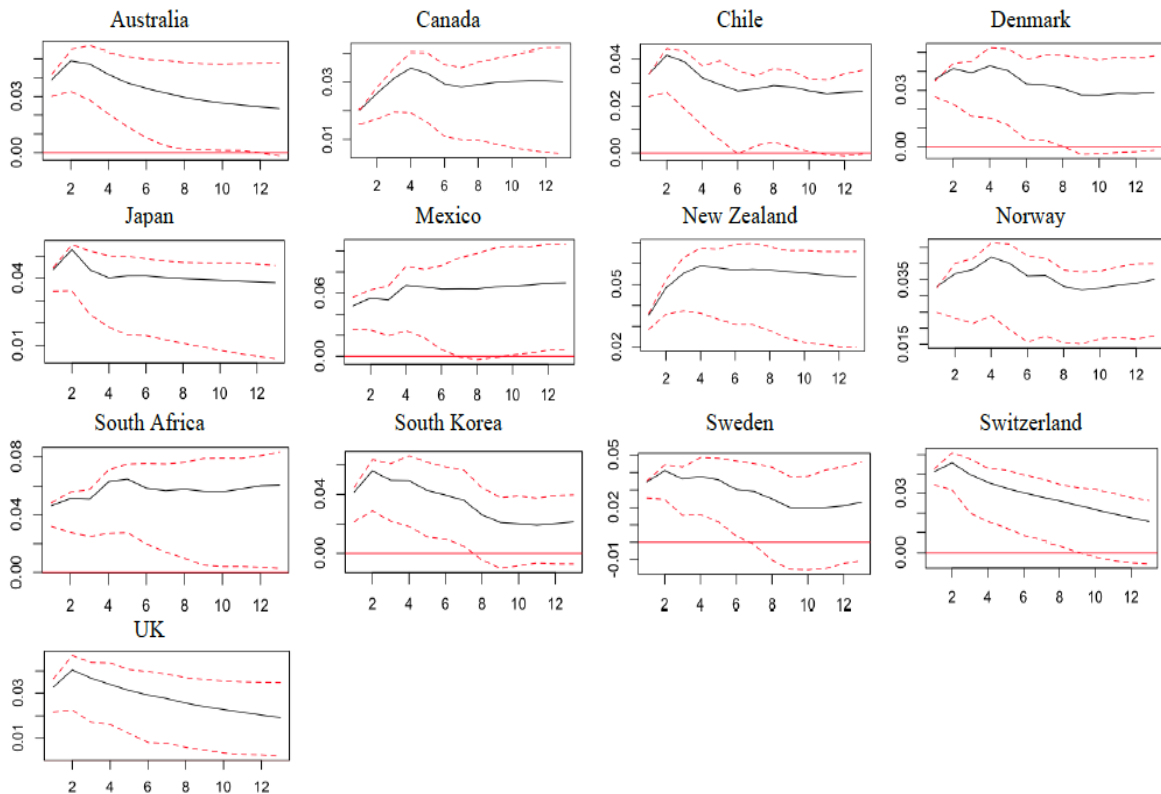 Australia
0.00 0.03
2 4 6 8 10 12
Canada
0.01 0.03
2 4 6 8 10 12
Chile
0.00 0.02 0.04
2 4 6 8 10 12
Denmark
0.00 0.03
2 4 6 8 10 12
Japan
0.01 0.04
2 4 6 8 10 12
Mexico
0.00 0.06
2 4 6 8 10 12
New Zealand
0.02 0.05
2 4 6 8 10 12
Norway
0.015 0.035
2 4 6 8 10 12
South Africa
0.00 0.04 0.08
2 4 6 8 10 12
South Korea
0.00 0.04
2 4 6 8 10 12
Sweden
-0.01 0.02 0.05
2 4 6 8 10 12
Switzerland
0.00 0.03
2 4 6 8 10 12
UK
0.01 0.03
2 4 6 8 10 12